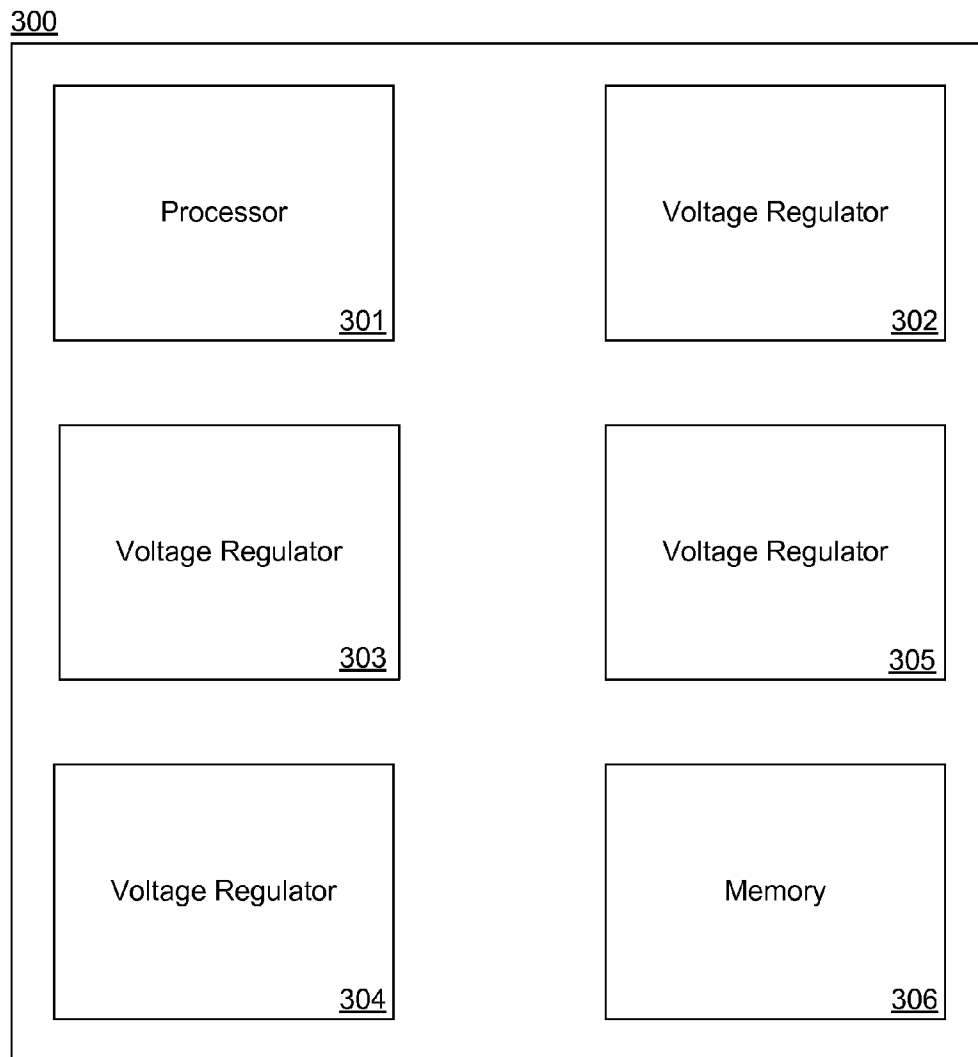 300
Processor
301
Voltage Regulator
302
Voltage Regulator
303
Voltage Regulator
305
Voltage Regulator
304
Memory
306